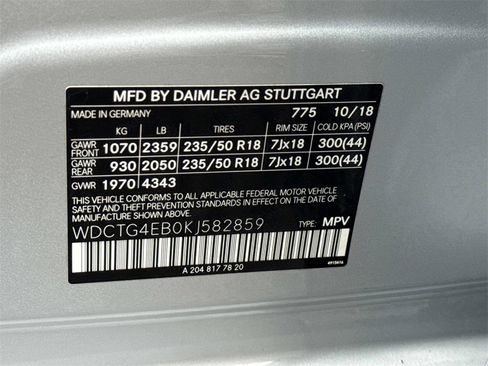 MFD BY DAIMLER AG STUTTGART
MADE IN GERMANY 775 10/18
KG LB TIRES RIM SIZE COLD KPA (PSI)
GAWR FRONT 1070 2359 235/50 R18 7Jx18 300(44)
GAWR REAR 930 2050 235/50 R18 7Jx18 300(44)
GVWR 1970 4343
THIS VEHICLE CONFORMS TO ALL APPLICABLE FEDERAL MOTOR VEHICLE
SAFETY AND THEFT PREVENTION STANDARDS IN EFFECT ON THE DATE
OF MANUFACTURE SHOWN ABOVE.
WDCTG4EB0KJ582859 TYPE: MPV
A 204 817 78 20